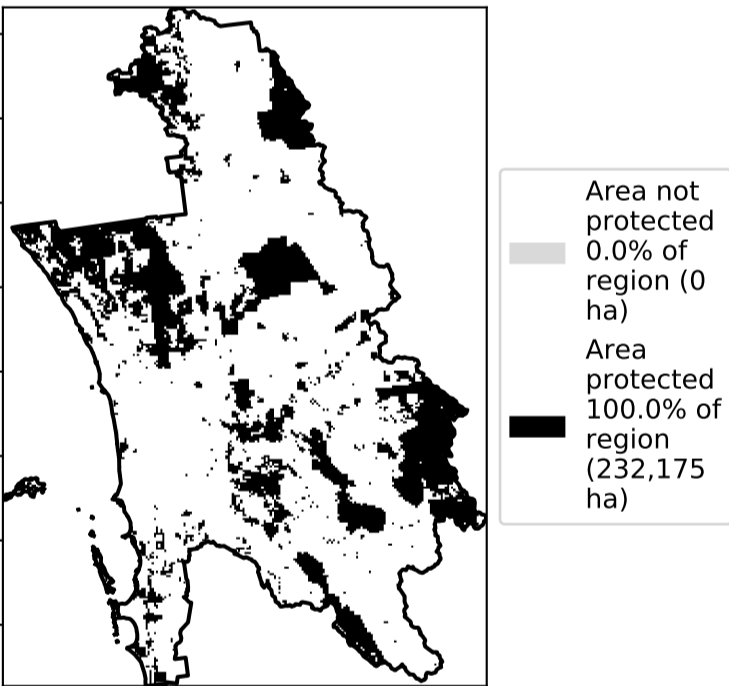 Area not
protected
0.0% of
region (0
ha)
Area
protected
100.0% of
region
(232,175
ha)